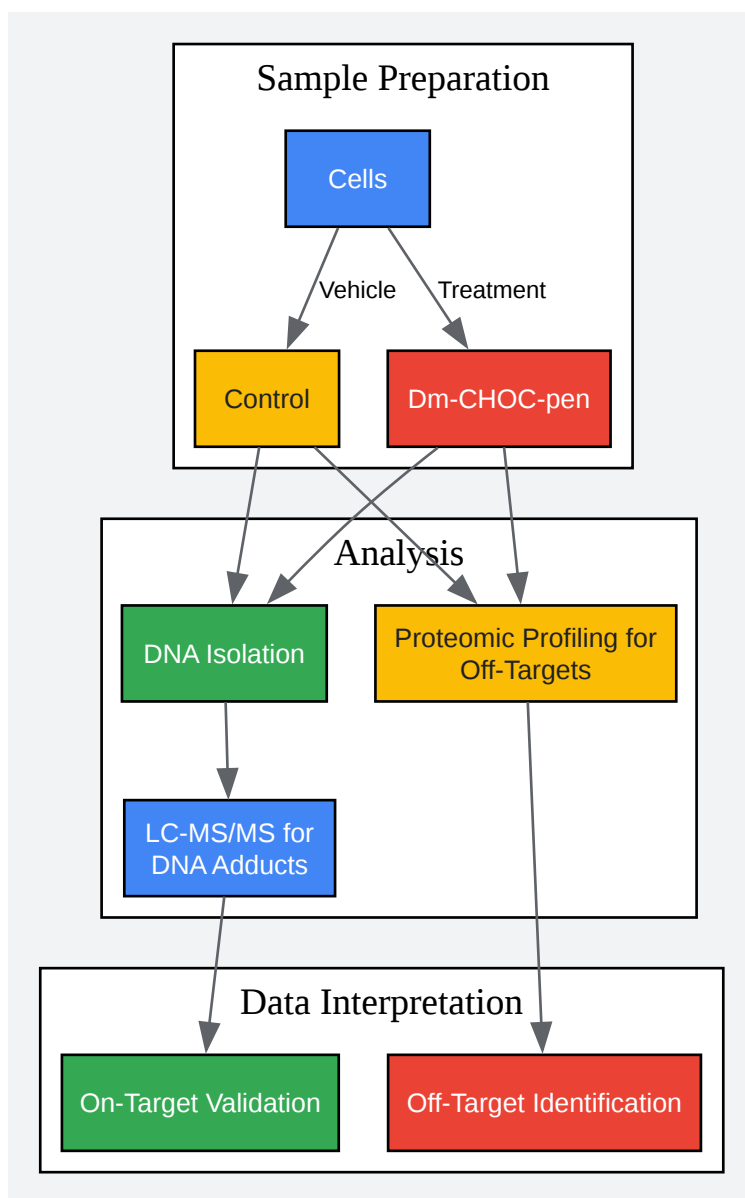 Sample Preparation
Cells
Vehicle
Treatment
Control
Dm-CHOC-pen
Analysis
DNA Isolation
Proteomic Profiling for
Off-Targets
LC-MS/MS for
DNA Adducts
Data Interpretation
On-Target Validation
Off-Target Identification